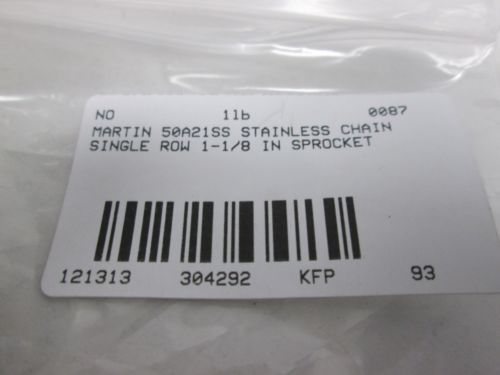 NO 1lb 0087
MARTIN 50A21SS STAINLESS CHAIN
SINGLE ROW 1-1/8 IN SPROCKET
121313 304292 KFP 93